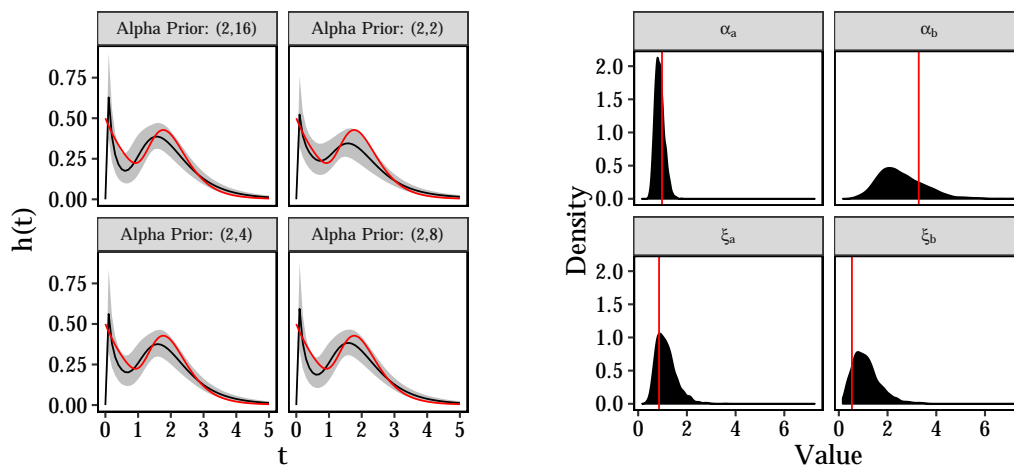 Alpha Prior: (2,16)
Alpha Prior: (2,2)
0.75
0.50
0.25
0.00
Alpha Prior: (2,4)
Alpha Prior: (2,8)
0.75
0.50
0.25
0.00
h(t)
0 1 2 3 4 5
0 1 2 3 4 5
t
αa
αb
2.0
1.5
1.0
0.5
0.0
ξa
ξb
2.0
1.5
1.0
0.5
0.0
Density
0 2 4 6
0 2 4 6
Value